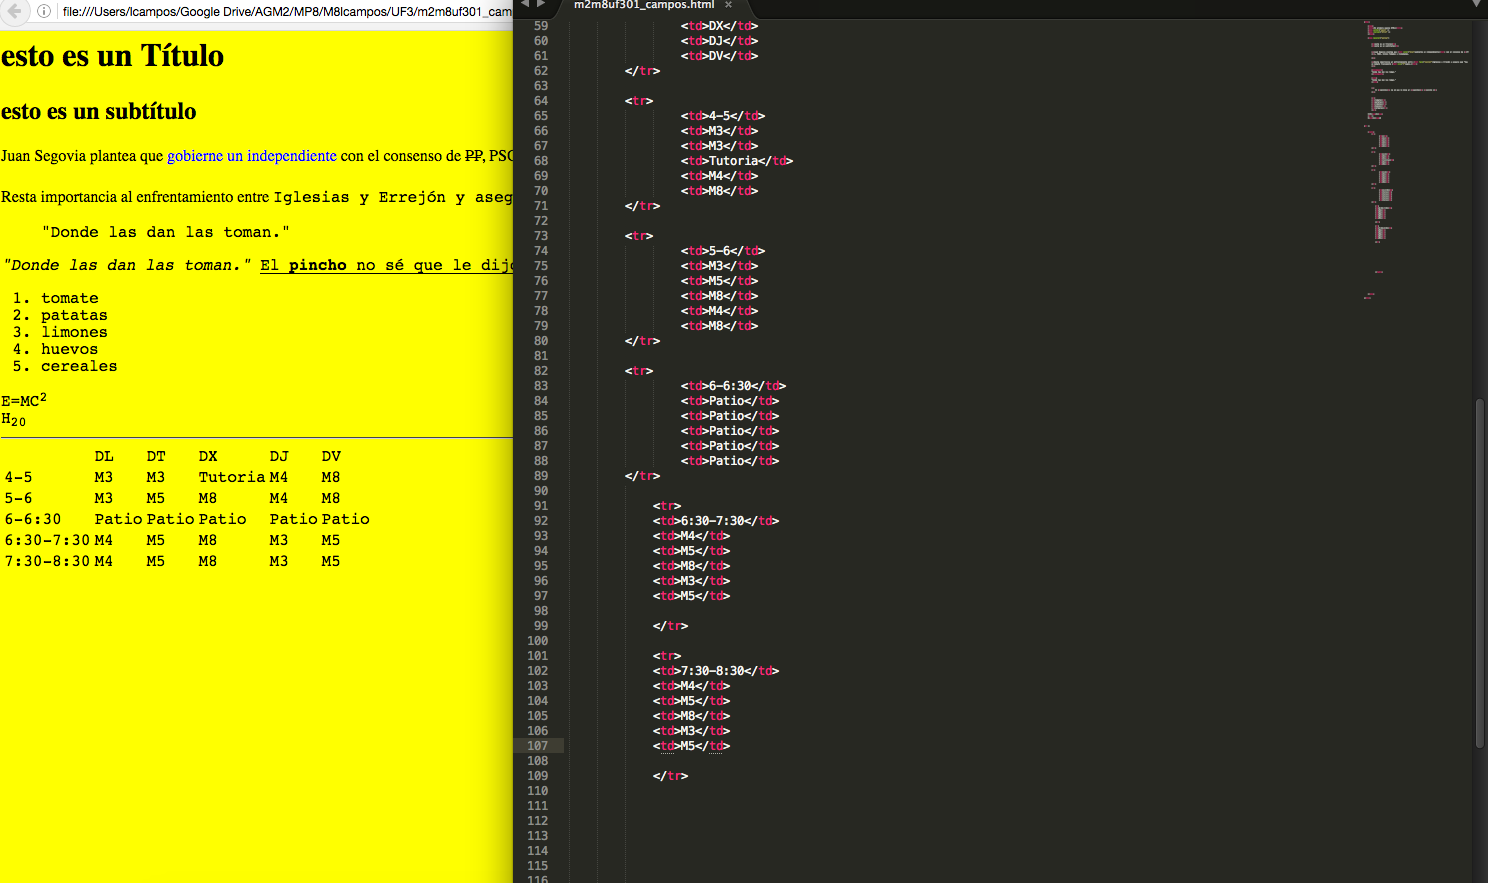 file:///Users/lcampos/Google Drive/AGM2/MP8/M8lcampos/UF3/m2m8uf301_cam
esto es un Título
esto es un subtítulo
Juan Segovia plantea que gobierne un independiente con el consenso de PP, PSO
Resta importancia al enfrentamiento entre Iglesias y Errejón y aseg
"Donde las dan las toman."
"Donde las dan las toman." El pincho no sé que le dijo
1. tomate
2. patatas
3. limones
4. huevos
5. cereales
E=MC2
H20
DL DT DX DJ DV
4-5 M3 M3 Tutoria M4 M8
5-6 M3 M5 M8 M4 M8
6-6:30 Patio Patio Patio Patio Patio
6:30-7:30 M4 M5 M8 M3 M5
7:30-8:30 M4 M5 M8 M3 M5
m2m8uf301_campos.html ×
59 <td>DX</td>
60 <td>DJ</td>
61 <td>DV</td>
62 </tr>
63
64 <tr>
65 <td>4-5</td>
66 <td>M3</td>
67 <td>M3</td>
68 <td>Tutoria</td>
69 <td>M4</td>
70 <td>M8</td>
71 </tr>
72
73 <tr>
74 <td>5-6</td>
75 <td>M3</td>
76 <td>M5</td>
77 <td>M8</td>
78 <td>M4</td>
79 <td>M8</td>
80 </tr>
81
82 <tr>
83 <td>6-6:30</td>
84 <td>Patio</td>
85 <td>Patio</td>
86 <td>Patio</td>
87 <td>Patio</td>
88 <td>Patio</td>
89 </tr>
90
91 <tr>
92 <td>6:30-7:30</td>
93 <td>M4</td>
94 <td>M5</td>
95 <td>M8</td>
96 <td>M3</td>
97 <td>M5</td>
98
99 </tr>
100
101 <tr>
102 <td>7:30-8:30</td>
103 <td>M4</td>
104 <td>M5</td>
105 <td>M8</td>
106 <td>M3</td>
107 <td>M5</td>
108
109 </tr>
110
111
112
113
114
115
116